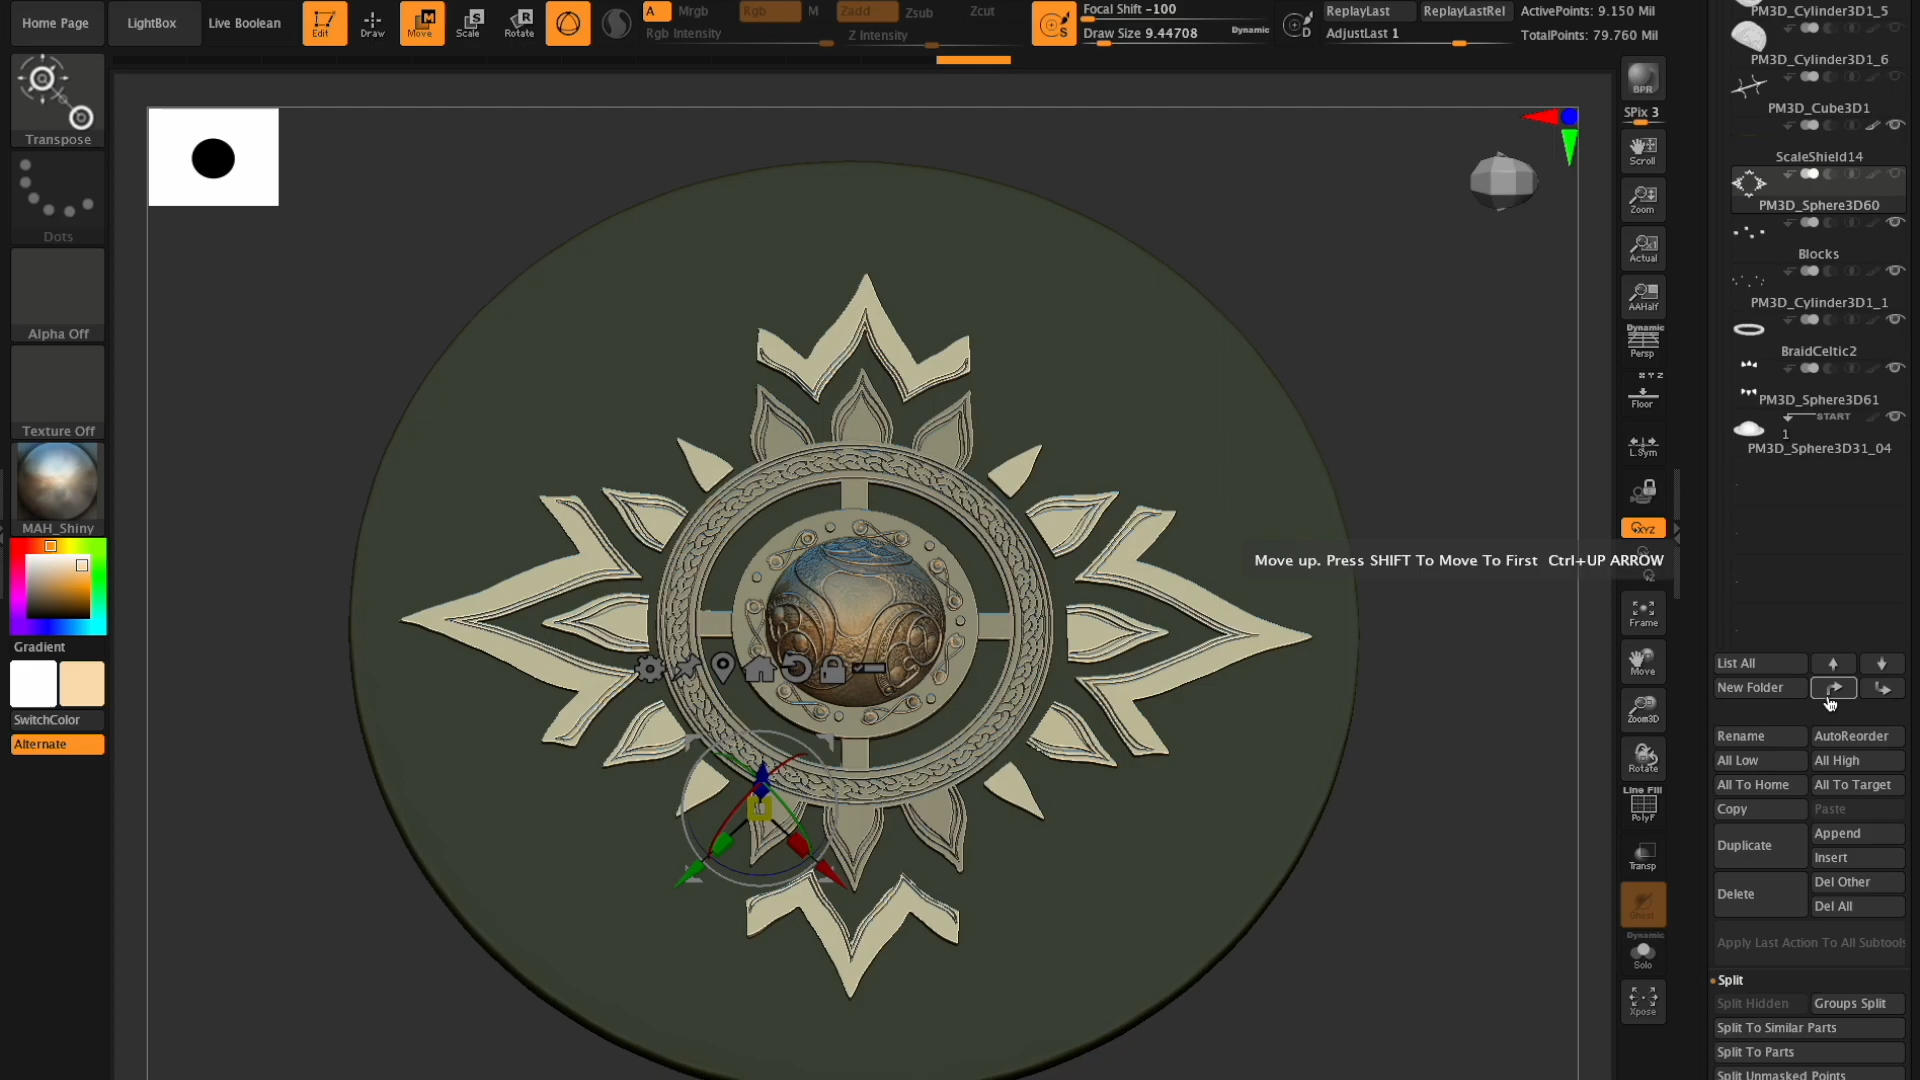 Home Page
LightBox
Live Boolean
Edit
Draw
Move
Scale
Rotate
A
Mrgb
Rgb
M
Zadd
Zsub
Zcut
Rgb Intensity
Z Intensity
Focal Shift -100
Draw Size 9.44708
Dynamic
ReplayLast
ReplayLastRel
AdjustLast 1
ActivePoints: 9.150 Mil
TotalPoints: 79.760 Mil
Transpose
Dots
Alpha Off
Texture Off
MAH_Shiny
Gradient
SwitchColor
Alternate
Move up. Press SHIFT To Move To First Ctrl+UP ARROW
BPR
SPix 3
Scroll
Zoom
Actual
AAHalf
Dynamic
Persp
X Y Z
Floor
L.Sym
XYZ
Frame
Move
Zoom3D
Rotate
Line Fill
PolyF
Transp
Ghost
Dynamic
Solo
Xpose
PM3D_Cylinder3D1_5
PM3D_Cylinder3D1_6
PM3D_Cube3D1
ScaleShield14
PM3D_Sphere3D60
Blocks
PM3D_Cylinder3D1_1
BraidCeltic2
PM3D_Sphere3D61
START
1
PM3D_Sphere3D31_04
List All
New Folder
Rename
AutoReorder
All Low
All High
All To Home
All To Target
Copy
Paste
Duplicate
Append
Insert
Delete
Del Other
Del All
Apply Last Action To All Subtools
Split
Split Hidden
Groups Split
Split To Similar Parts
Split To Parts
Split Unmasked Points